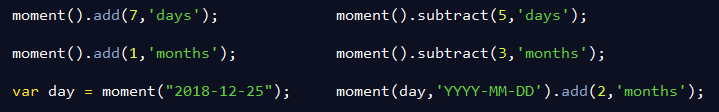 moment().add(7,'days'); moment().subtract(5,'days');
moment().add(1,'months'); moment().subtract(3,'months');
var day = moment("2018-12-25"); moment(day,'YYYY-MM-DD').add(2,'months');